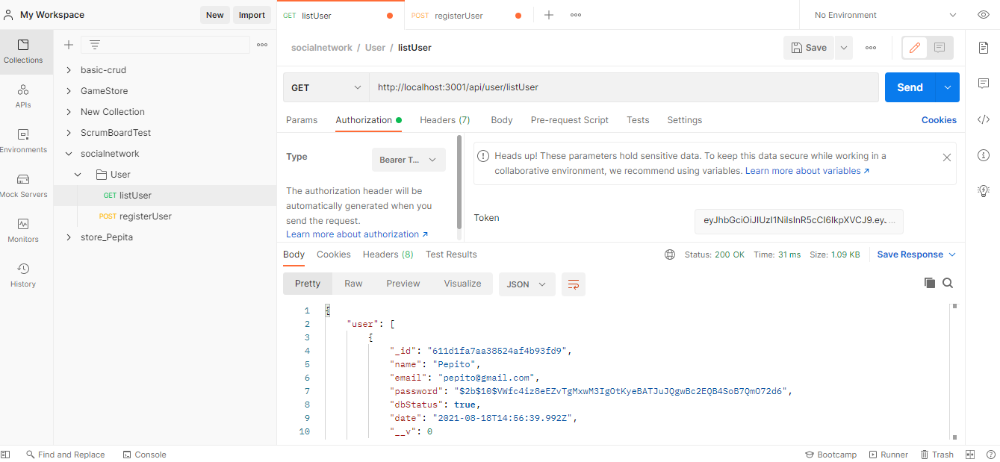 My Workspace New Import
GET listUser POST registerUser No Environment
Collections
APIs
Environments
Mock Servers
Monitors
History
basic-crud
GameStore
New Collection
ScrumBoardTest
socialnetwork
User
GET listUser
POST registerUser
store_Pepita
socialnetwork / User / listUser Save
GET http://localhost:3001/api/user/listUser Send
Params Authorization Headers (7) Body Pre-request Script Tests Settings Cookies
Type Bearer T...
The authorization header will be
automatically generated when you
send the request.
Learn more about authorization ↗
Heads up! These parameters hold sensitive data. To keep this data secure while working in a
collaborative environment, we recommend using variables. Learn more about variables ↗
Token eyJhbGciOiJIUzI1NiIsInR5cCI6IkpXVCJ9.ey. ...
Body Cookies Headers (8) Test Results Status: 200 OK Time: 31 ms Size: 1.09 KB Save Response
Pretty Raw Preview Visualize JSON
1 {
2 "user": [
3 {
4 "_id": "611d1fa7aa38524af4b93fd9",
5 "name": "Pepito",
6 "email": "pepito@gmail.com",
7 "password": "$2b$10$VWfc4iz8eEZvTgMxwM3IgOtKyeBATJuJQgwBc2EQB4SoB7QmO72d6",
8 "dbStatus": true,
9 "date": "2021-08-18T14:56:39.992Z",
10 "__v": 0
Find and Replace Console Bootcamp Runner Trash